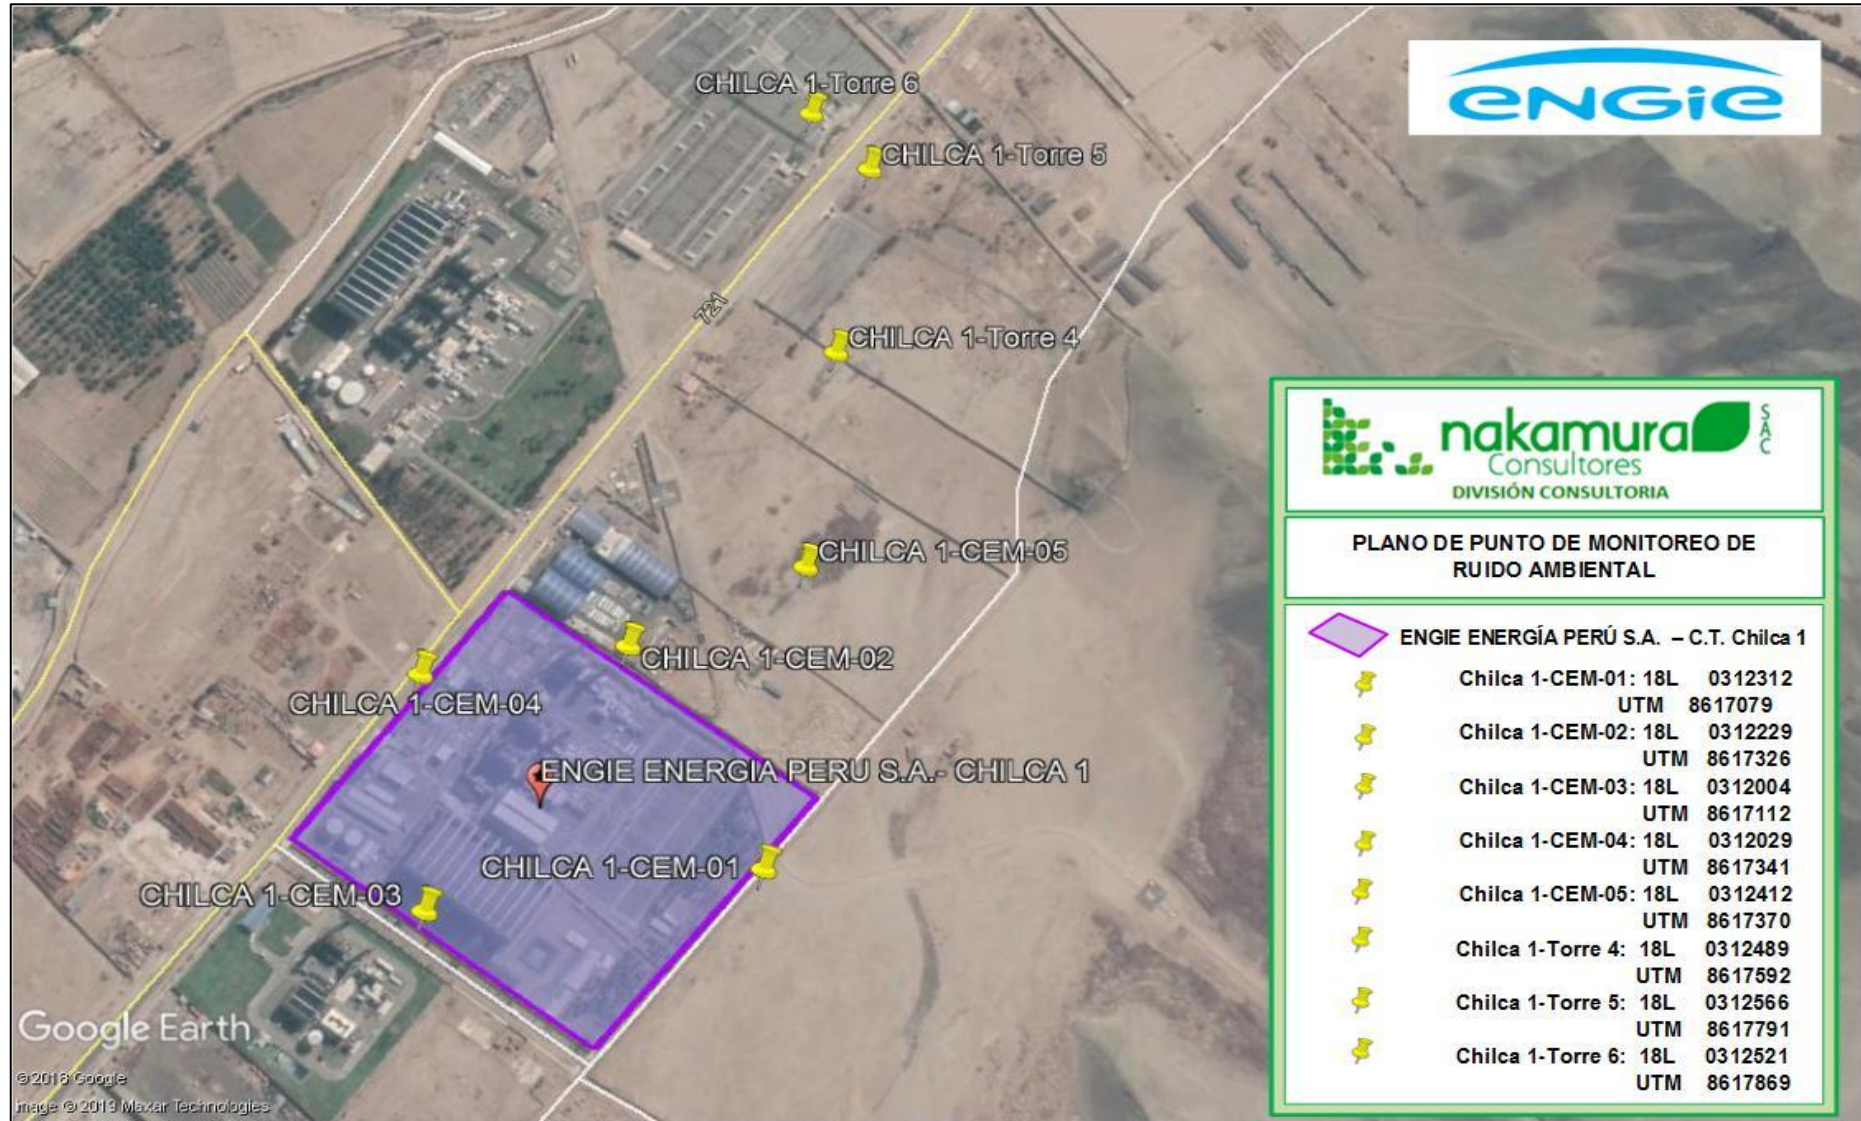 CHILCA 1-Torre 6
CHILCA 1-Torre 5
721
CHILCA 1-Torre 4
CHILCA 1-CEM-05
CHILCA 1-CEM-02
CHILCA 1-CEM-04
ENGIE ENERGIA PERU S.A.- CHILCA 1
CHILCA 1-CEM-01
CHILCA 1-CEM-03
Google Earth
© 2018 Google
Image © 2019 Maxar Technologies
eNGie
nakamura SAC
Consultores
DIVISIÓN CONSULTORIA
PLANO DE PUNTO DE MONITOREO DE
RUIDO AMBIENTAL
ENGIE ENERGÍA PERÚ S.A. – C.T. Chilca 1
Chilca 1-CEM-01: 18L 0312312
UTM 8617079
Chilca 1-CEM-02: 18L 0312229
UTM 8617326
Chilca 1-CEM-03: 18L 0312004
UTM 8617112
Chilca 1-CEM-04: 18L 0312029
UTM 8617341
Chilca 1-CEM-05: 18L 0312412
UTM 8617370
Chilca 1-Torre 4: 18L 0312489
UTM 8617592
Chilca 1-Torre 5: 18L 0312566
UTM 8617791
Chilca 1-Torre 6: 18L 0312521
UTM 8617869